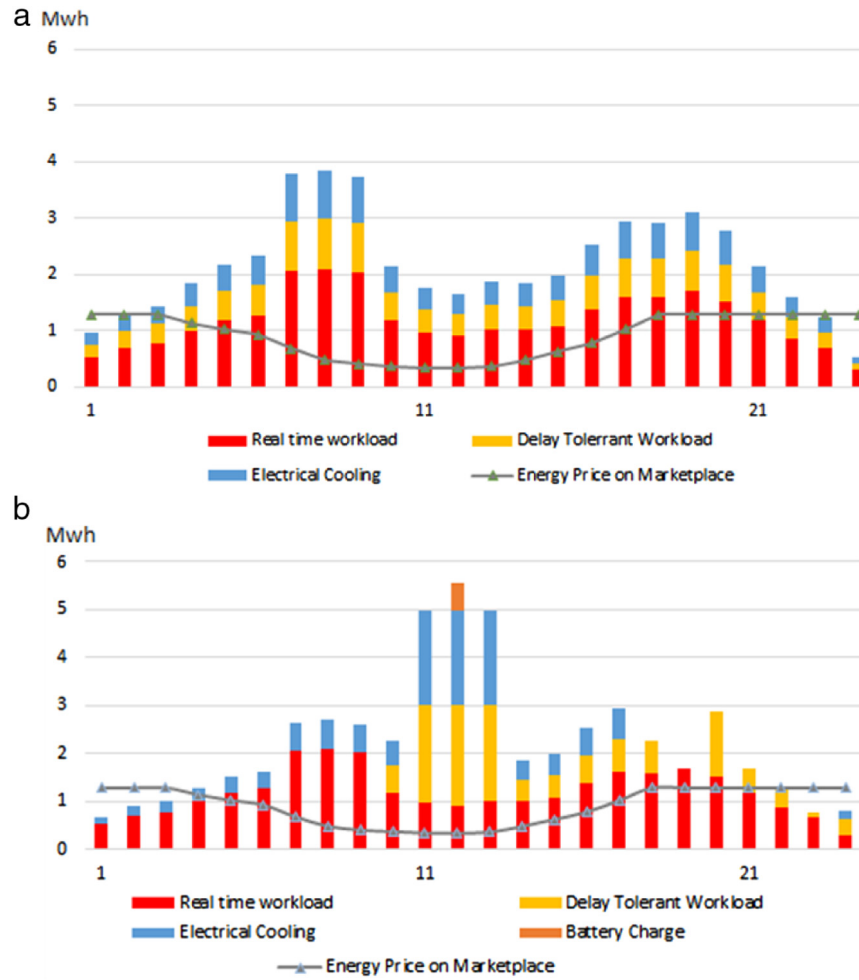 a
Mwh
6
5
4
3
2
1
0
1 11 21
Real time workload Delay Tolerrant Workload
Electrical Cooling Energy Price on Marketplace
b
Mwh
6
5
4
3
2
1
0
1 11 21
Real time workload Delay Tolerant Workload
Electrical Cooling Battery Charge
Energy Price on Marketplace